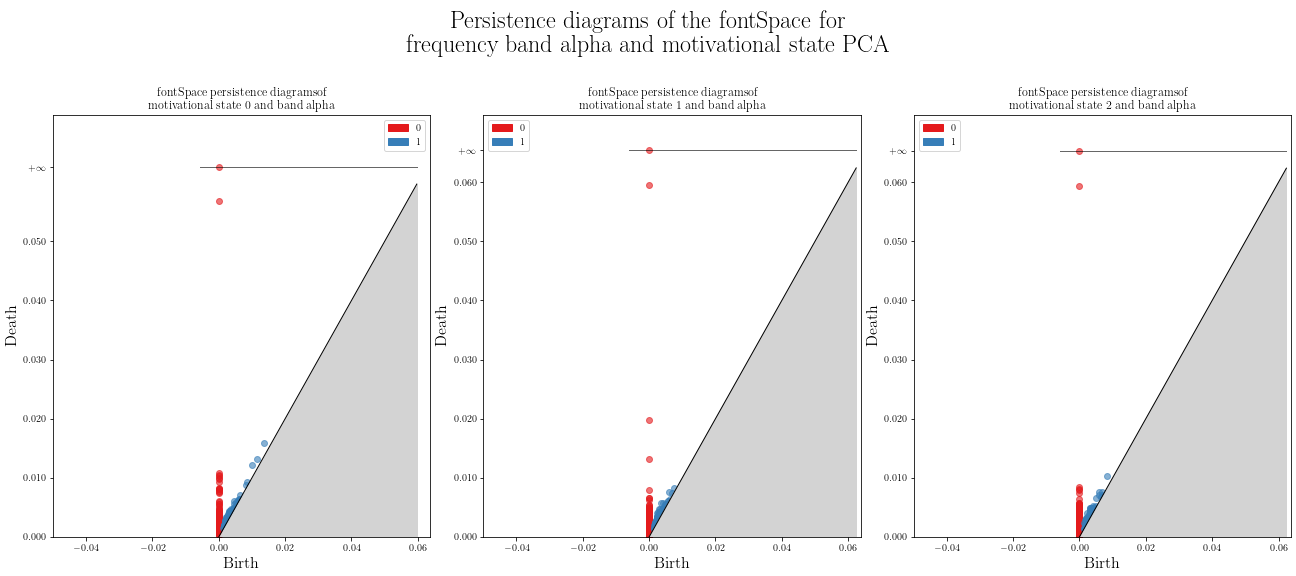 Persistence diagrams of the fontSpace for
frequency band alpha and motivational state PCA
fontSpace persistence diagramsof
motivational state 0 and band alpha
0
1
+∞
0.050
0.040
0.030
0.020
0.010
0.000
Death
−0.04 −0.02 0.00 0.02 0.04 0.06
Birth
fontSpace persistence diagramsof
motivational state 1 and band alpha
0
1
+∞
0.060
0.050
0.040
0.030
0.020
0.010
0.000
Death
−0.04 −0.02 0.00 0.02 0.04 0.06
Birth
fontSpace persistence diagramsof
motivational state 2 and band alpha
0
1
+∞
0.060
0.050
0.040
0.030
0.020
0.010
0.000
Death
−0.04 −0.02 0.00 0.02 0.04 0.06
Birth